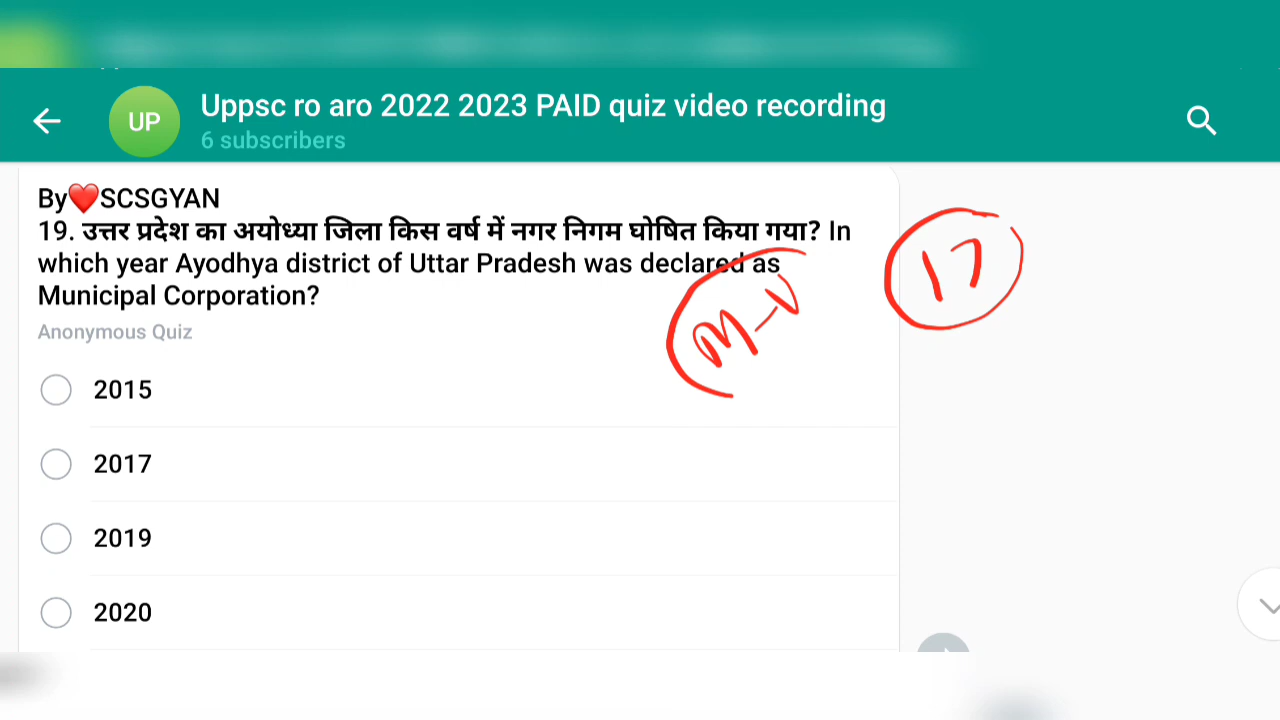 UP
Uppsc ro aro 2022 2023 PAID quiz video recording
6 subscribers
By❤️SCSGYAN
19. उत्तर प्रदेश का अयोध्या जिला किस वर्ष में नगर निगम घोषित किया गया? In
which year Ayodhya district of Uttar Pradesh was declared as
Municipal Corporation?
17
Anonymous Quiz
2015
2017
2019
2020